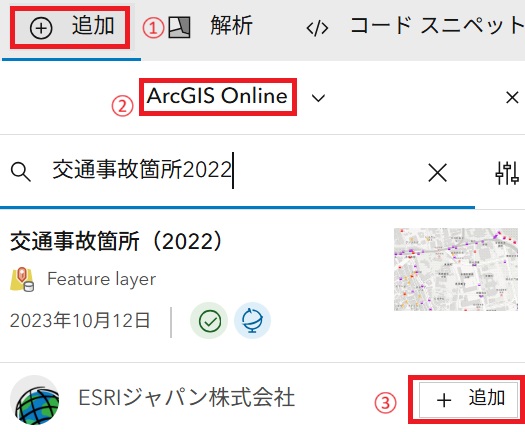 追加 ① 解析 </> コード スニペット
② ArcGIS Online
交通事故箇所2022
交通事故箇所（2022）
Feature layer
2023年10月12日
ESRIジャパン株式会社 ③ + 追加